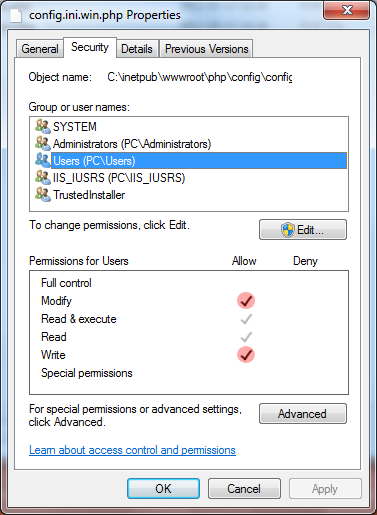 config.ini.win.php Properties
General Security Details Previous Versions
Object name: C:\inetpub\wwwroot\php\config\config
Group or user names:
SYSTEM
Administrators (PC\Administrators)
Users (PC\Users)
IIS_IUSRS (PC\IIS_IUSRS)
TrustedInstaller
To change permissions, click Edit.
Edit...
Permissions for Users Allow Deny
Full control
Modify
Read & execute
Read
Write
Special permissions
For special permissions or advanced settings,
click Advanced.
Advanced
Learn about access control and permissions
OK Cancel Apply